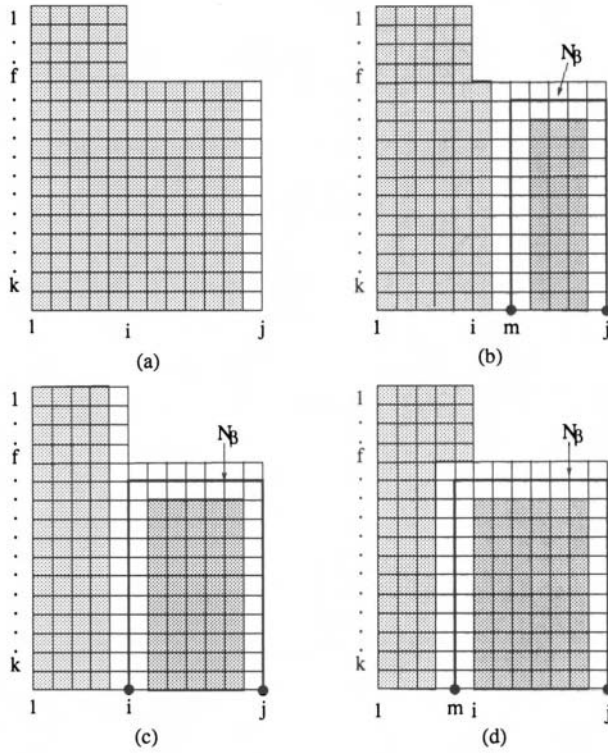 1
.
f
.
.
.
.
.
.
.
.
.
k
1 i j
(a)
1
.
f
.
.
.
.
.
.
.
.
.
k
Nβ
1 i m j
(b)
1
.
f
.
.
.
.
.
.
.
.
.
k
Nβ
1 i j
(c)
1
.
f
.
.
.
.
.
.
.
.
.
k
Nβ
1 m i j
(d)